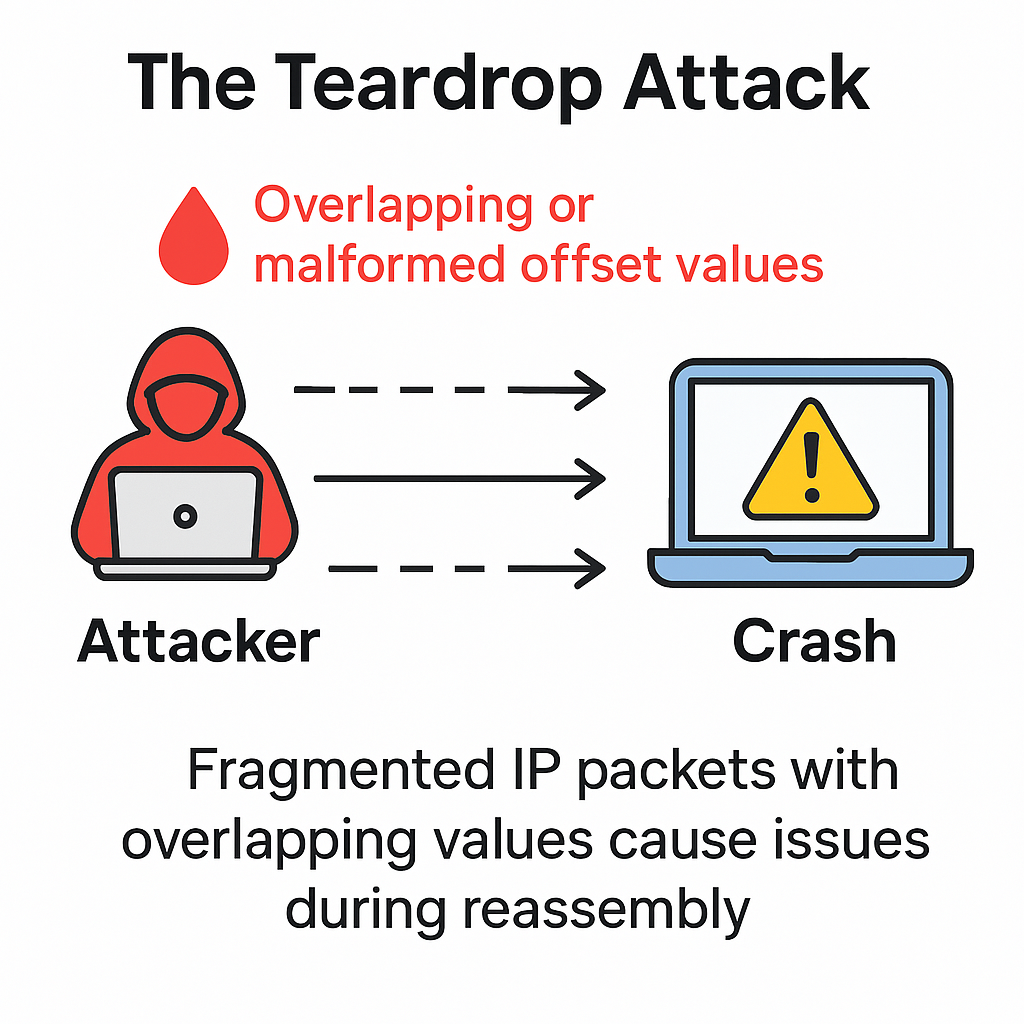 The Teardrop Attack
Overlapping or
malformed offset values
Attacker
Crash
Fragmented IP packets with
overlapping values cause issues
during reassembly